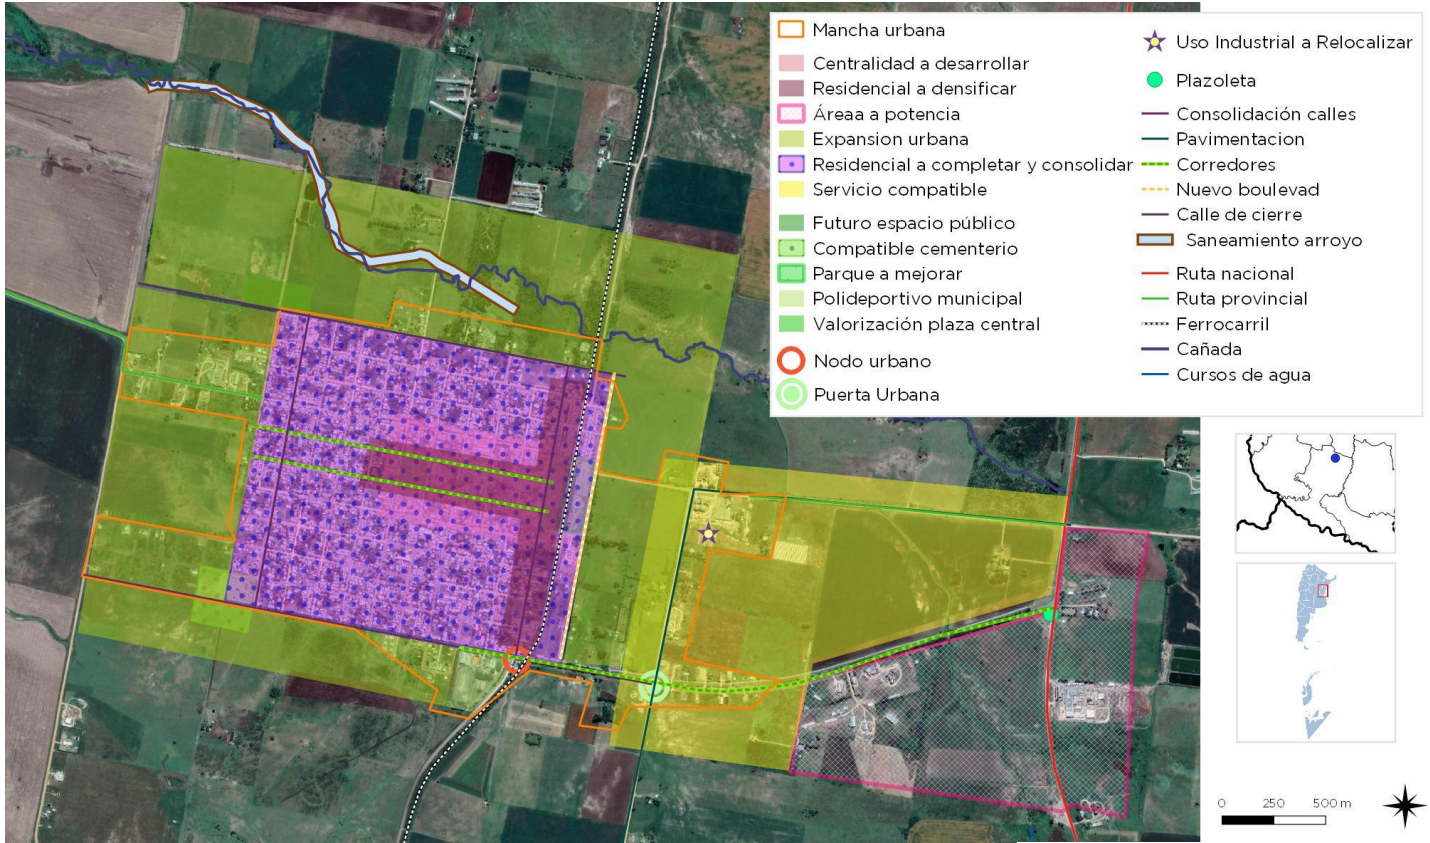 Mancha urbana
Centralidad a desarrollar
Residencial a densificar
Áreaa a potencia
Expansion urbana
Residencial a completar y consolidar
Servicio compatible
Futuro espacio público
Compatible cementerio
Parque a mejorar
Polideportivo municipal
Valorización plaza central
Nodo urbano
Puerta Urbana
Uso Industrial a Relocalizar
Plazoleta
Consolidación calles
Pavimentacion
Corredores
Nuevo boulevad
Calle de cierre
Saneamiento arroyo
Ruta nacional
Ruta provincial
Ferrocarril
Cañada
Cursos de agua
0 250 500 m